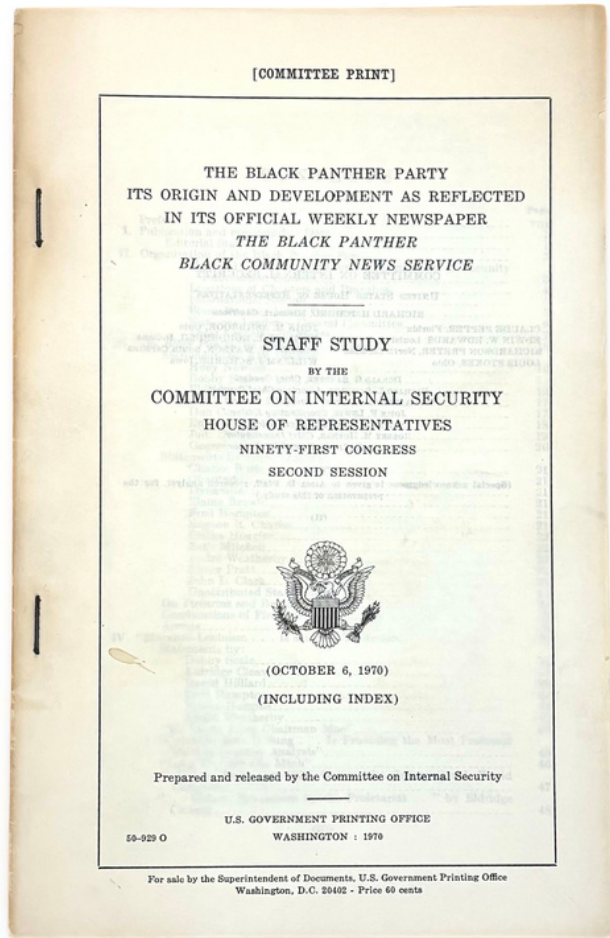 [COMMITTEE PRINT]
THE BLACK PANTHER PARTY
ITS ORIGIN AND DEVELOPMENT AS REFLECTED
IN ITS OFFICIAL WEEKLY NEWSPAPER
THE BLACK PANTHER
BLACK COMMUNITY NEWS SERVICE
STAFF STUDY
BY THE
COMMITTEE ON INTERNAL SECURITY
HOUSE OF REPRESENTATIVES
NINETY-FIRST CONGRESS
SECOND SESSION
(OCTOBER 6, 1970)
(INCLUDING INDEX)
Prepared and released by the Committee on Internal Security
U.S. GOVERNMENT PRINTING OFFICE
50-929 O WASHINGTON : 1970
For sale by the Superintendent of Documents, U.S. Government Printing Office
Washington, D.C. 20402 - Price 60 cents